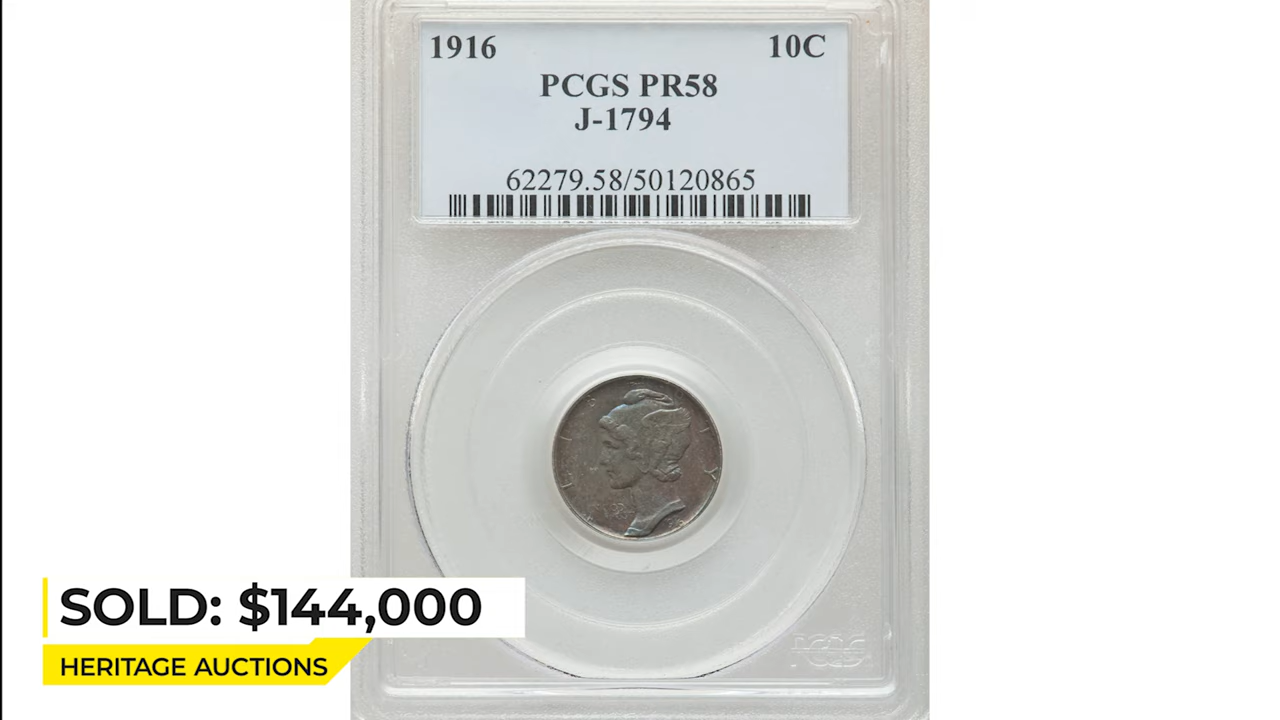 1916 10C
PCGS PR58
J-1794
62279.58/50120865
SOLD: $144,000
HERITAGE AUCTIONS